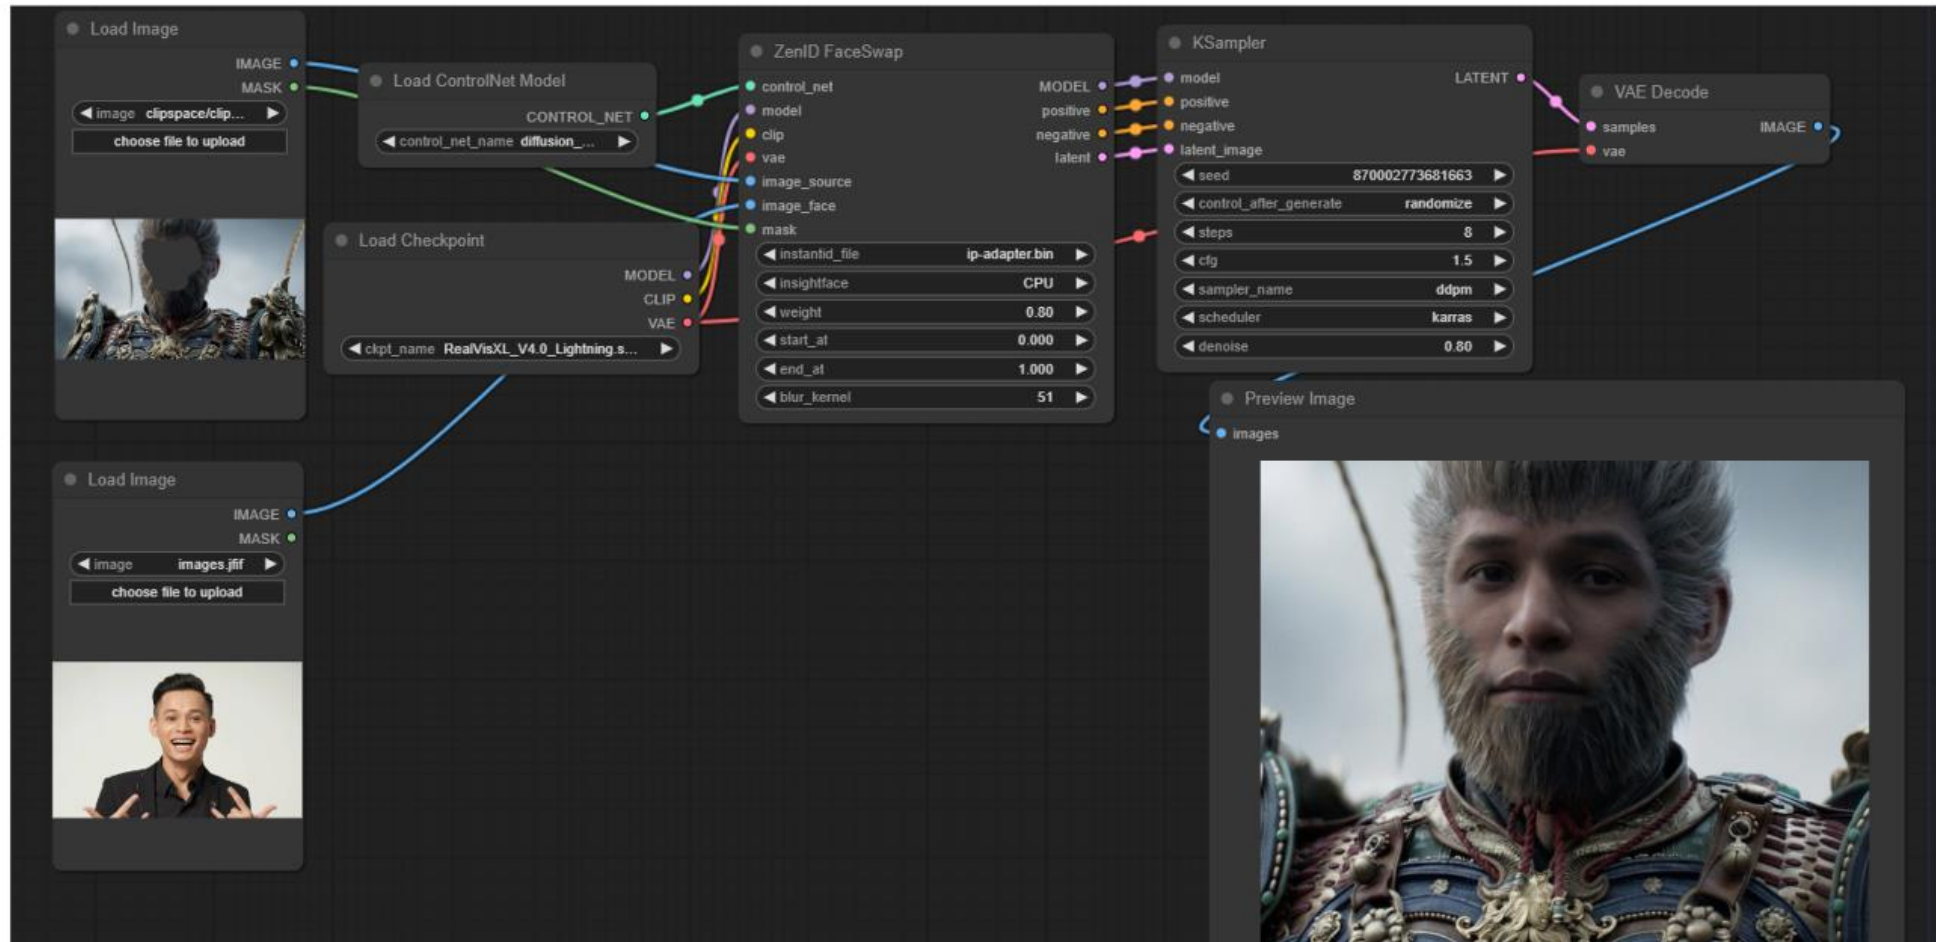 Load Image
IMAGE
MASK
image clipspace/clip...
choose file to upload
Load ControlNet Model
CONTROL_NET
control_net_name diffusion_...
Load Checkpoint
MODEL
CLIP
VAE
ckpt_name RealVisXL_V4.0_Lightning.s...
Load Image
IMAGE
MASK
image images.jfif
choose file to upload
ZenID FaceSwap
control_net MODEL
model positive
clip negative
vae latent
image_source
image_face
mask
instantid_file ip-adapter.bin
insightface CPU
weight 0.80
start_at 0.000
end_at 1.000
blur_kernel 51
KSampler
model LATENT
positive
negative
latent_image
seed 870002773681663
control_after_generate randomize
steps 8
cfg 1.5
sampler_name ddpm
scheduler karras
denoise 0.80
VAE Decode
samples IMAGE
vae
Preview Image
images